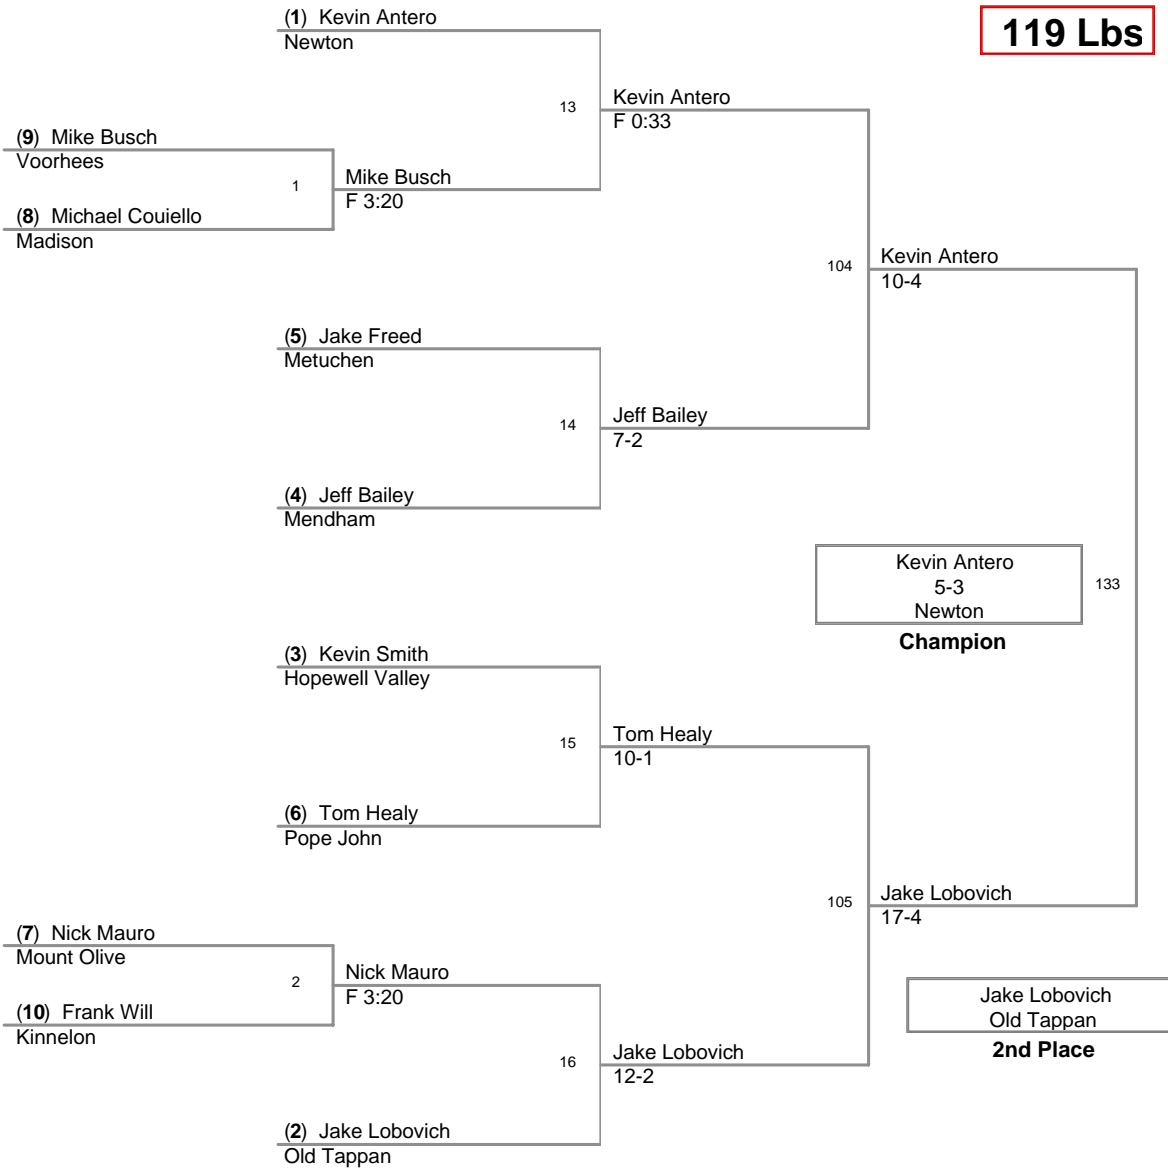 119 Lbs
(1) Kevin Antero
Newton
13
Kevin Antero
F 0:33
(9) Mike Busch
Voorhees
1
Mike Busch
F 3:20
(8) Michael Couiello
Madison
104
Kevin Antero
10-4
(5) Jake Freed
Metuchen
14
Jeff Bailey
7-2
(4) Jeff Bailey
Mendham
Kevin Antero
5-3
Newton
133
Champion
(3) Kevin Smith
Hopewell Valley
15
Tom Healy
10-1
(6) Tom Healy
Pope John
105
Jake Lobovich
17-4
(7) Nick Mauro
Mount Olive
2
Nick Mauro
F 3:20
(10) Frank Will
Kinnelon
Jake Lobovich
Old Tappan
2nd Place
16
Jake Lobovich
12-2
(2) Jake Lobovich
Old Tappan